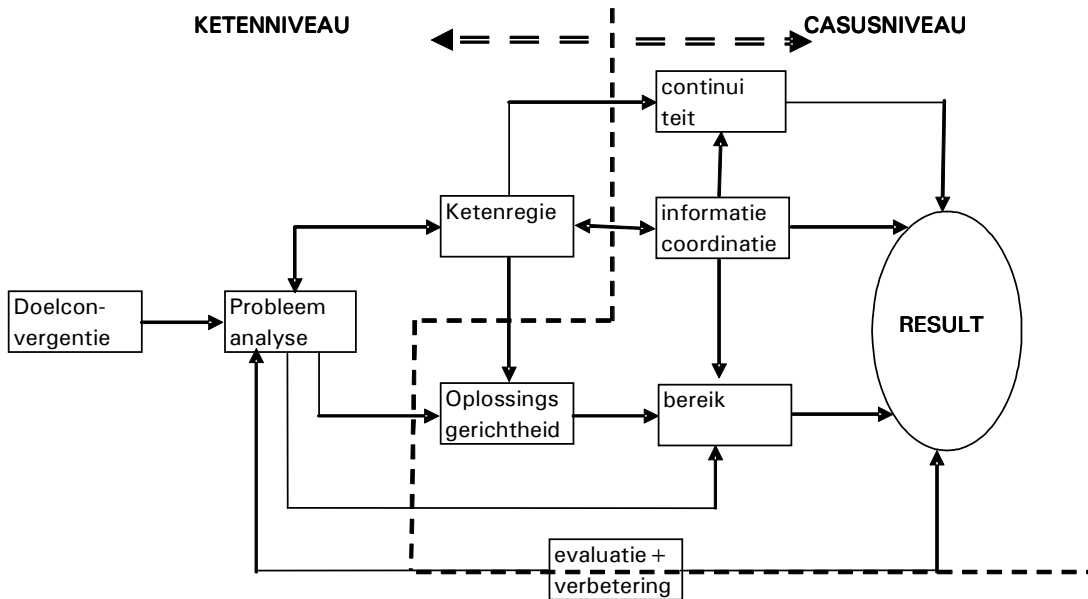 KETENNIVEAU
CASUSNIVEAU
continui
teit
Ketenregie
informatie
coordinatie
Doelcon-
vergentie
Probleem
analyse
RESULT
Oplossings
gerichtheid
bereik
evaluatie +
verbetering